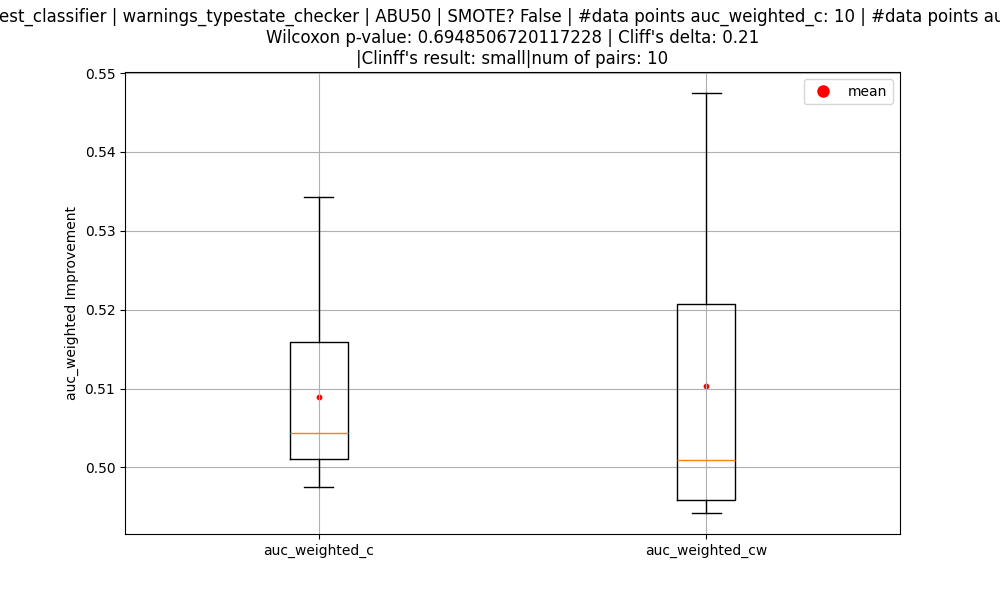 est_classifier | warnings_typestate_checker | ABU50 | SMOTE? False | #data points auc_weighted_c: 10 | #data points au
Wilcoxon p-value: 0.6948506720117228 | Cliff's delta: 0.21
|Clinff's result: small|num of pairs: 10
mean
0.55
0.54
0.53
0.52
0.51
0.50
auc_weighted Improvement
auc_weighted_c
auc_weighted_cw